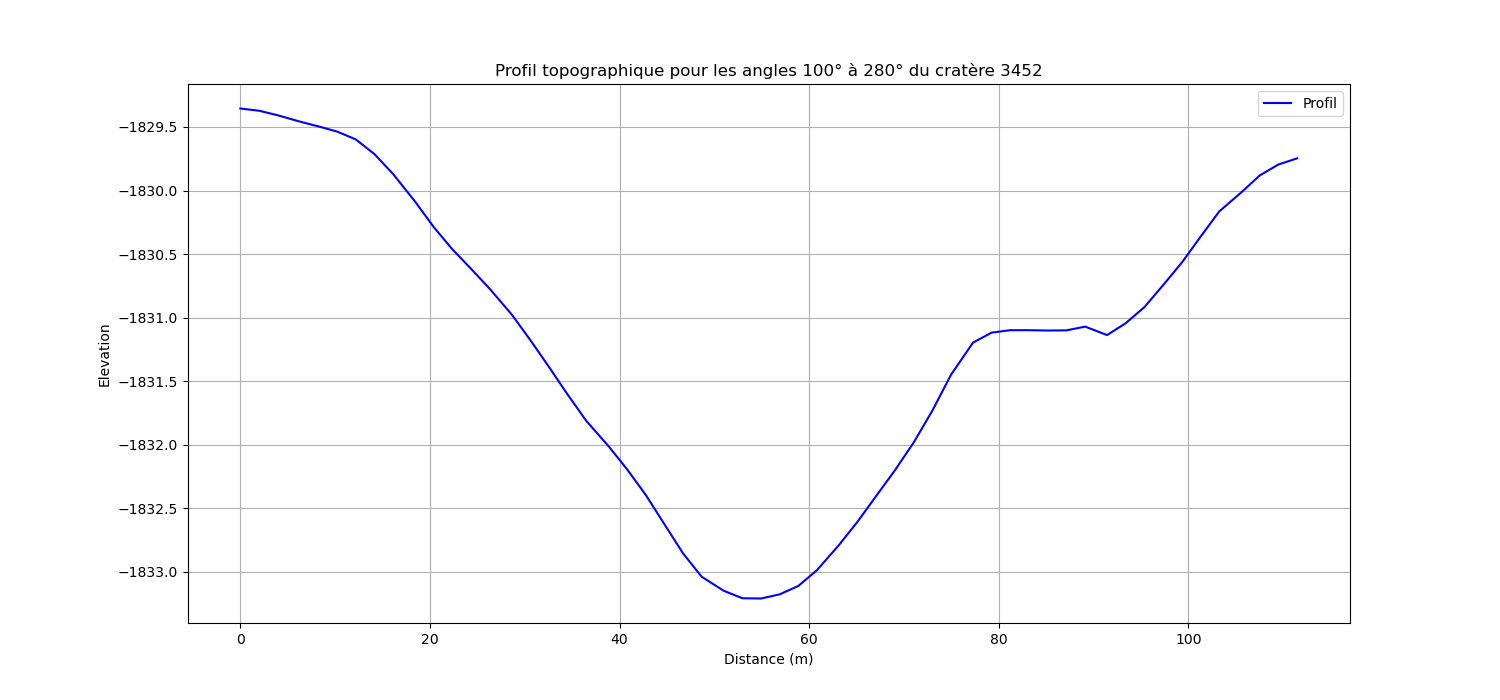 Profil topographique pour les angles 100° à 280° du cratère 3452
Profil
−1829.5
−1830.0
−1830.5
−1831.0
−1831.5
−1832.0
−1832.5
−1833.0
Elevation
0 20 40 60 80 100
Distance (m)